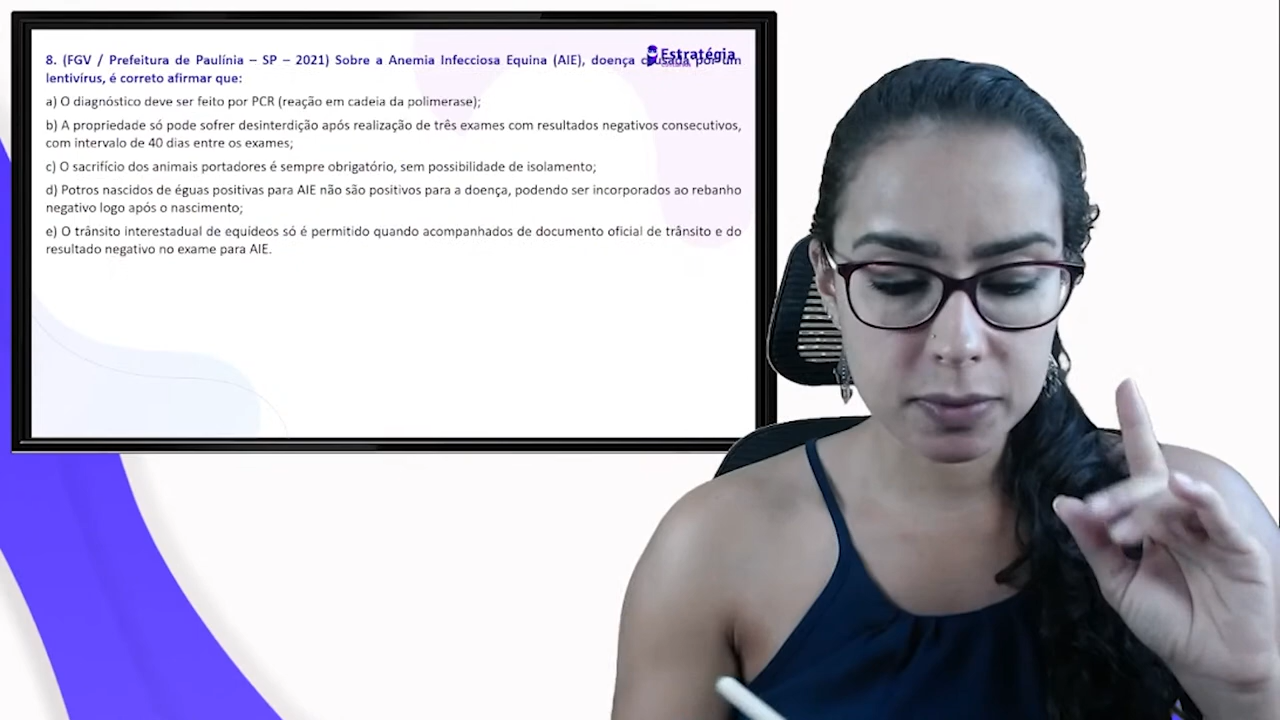 8. (FGV / Prefeitura de Paulínia – SP – 2021) Sobre a Anemia Infecciosa Equina (AIE), doença causada por um
lentivírus, é correto afirmar que:
Estratégia
a) O diagnóstico deve ser feito por PCR (reação em cadeia da polimerase);
b) A propriedade só pode sofrer desinterdição após realização de três exames com resultados negativos consecutivos,
com intervalo de 40 dias entre os exames;
c) O sacrifício dos animais portadores é sempre obrigatório, sem possibilidade de isolamento;
d) Potros nascidos de éguas positivas para AIE não são positivos para a doença, podendo ser incorporados ao rebanho
negativo logo após o nascimento;
e) O trânsito interestadual de equídeos só é permitido quando acompanhados de documento oficial de trânsito e do
resultado negativo no exame para AIE.